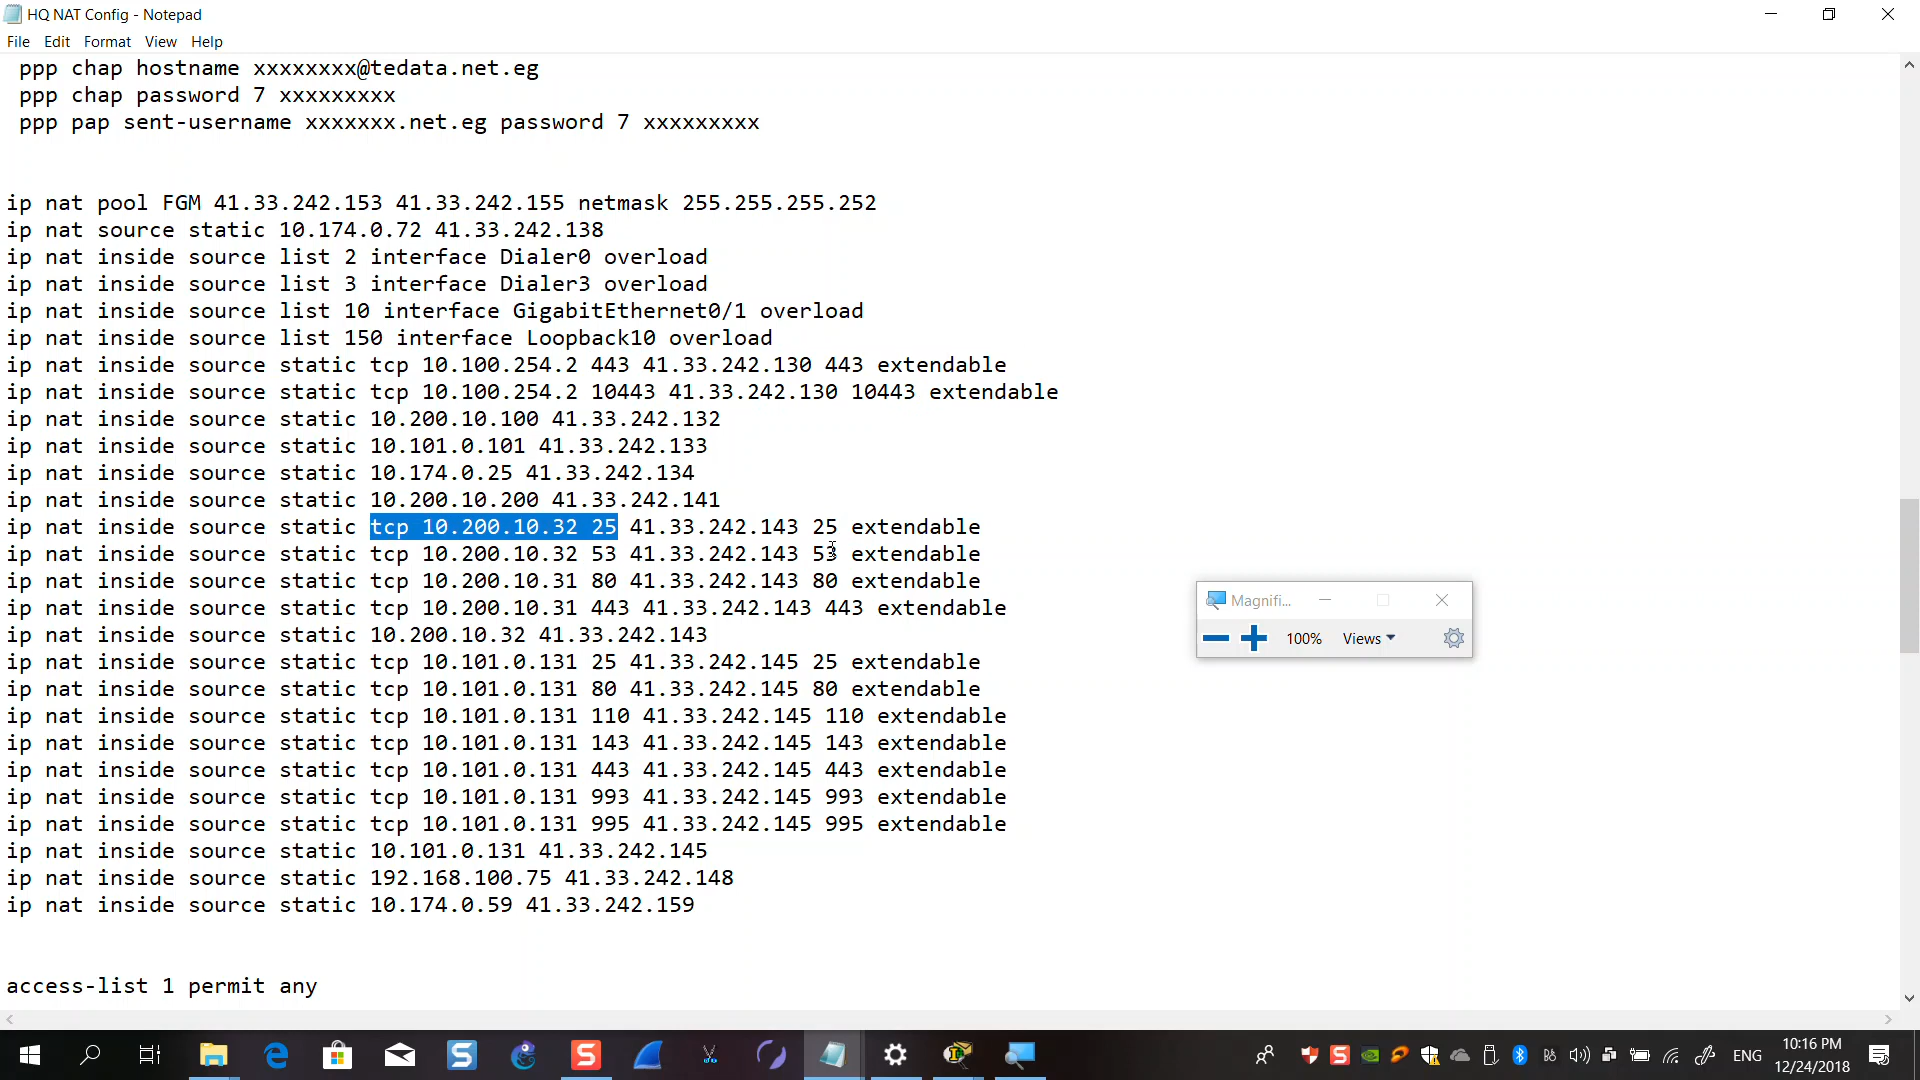 HQ NAT Config - Notepad
File Edit Format View Help
ppp chap hostname xxxxxxxx@tedata.net.eg
ppp chap password 7 xxxxxxxxx
ppp pap sent-username xxxxxxx.net.eg password 7 xxxxxxxxx
ip nat pool FGM 41.33.242.153 41.33.242.155 netmask 255.255.255.252
ip nat source static 10.174.0.72 41.33.242.138
ip nat inside source list 2 interface Dialer0 overload
ip nat inside source list 3 interface Dialer3 overload
ip nat inside source list 10 interface GigabitEthernet0/1 overload
ip nat inside source list 150 interface Loopback10 overload
ip nat inside source static tcp 10.100.254.2 443 41.33.242.130 443 extendable
ip nat inside source static tcp 10.100.254.2 10443 41.33.242.130 10443 extendable
ip nat inside source static 10.200.10.100 41.33.242.132
ip nat inside source static 10.101.0.101 41.33.242.133
ip nat inside source static 10.174.0.25 41.33.242.134
ip nat inside source static 10.200.10.200 41.33.242.141
ip nat inside source static tcp 10.200.10.32 25 41.33.242.143 25 extendable
ip nat inside source static tcp 10.200.10.32 53 41.33.242.143 53 extendable
ip nat inside source static tcp 10.200.10.31 80 41.33.242.143 80 extendable
ip nat inside source static tcp 10.200.10.31 443 41.33.242.143 443 extendable
ip nat inside source static 10.200.10.32 41.33.242.143
ip nat inside source static tcp 10.101.0.131 25 41.33.242.145 25 extendable
ip nat inside source static tcp 10.101.0.131 80 41.33.242.145 80 extendable
ip nat inside source static tcp 10.101.0.131 110 41.33.242.145 110 extendable
ip nat inside source static tcp 10.101.0.131 143 41.33.242.145 143 extendable
ip nat inside source static tcp 10.101.0.131 443 41.33.242.145 443 extendable
ip nat inside source static tcp 10.101.0.131 993 41.33.242.145 993 extendable
ip nat inside source static tcp 10.101.0.131 995 41.33.242.145 995 extendable
ip nat inside source static 10.101.0.131 41.33.242.145
ip nat inside source static 192.168.100.75 41.33.242.148
ip nat inside source static 10.174.0.59 41.33.242.159
access-list 1 permit any
Magnifi...
100% Views
ENG
10:16 PM
12/24/2018